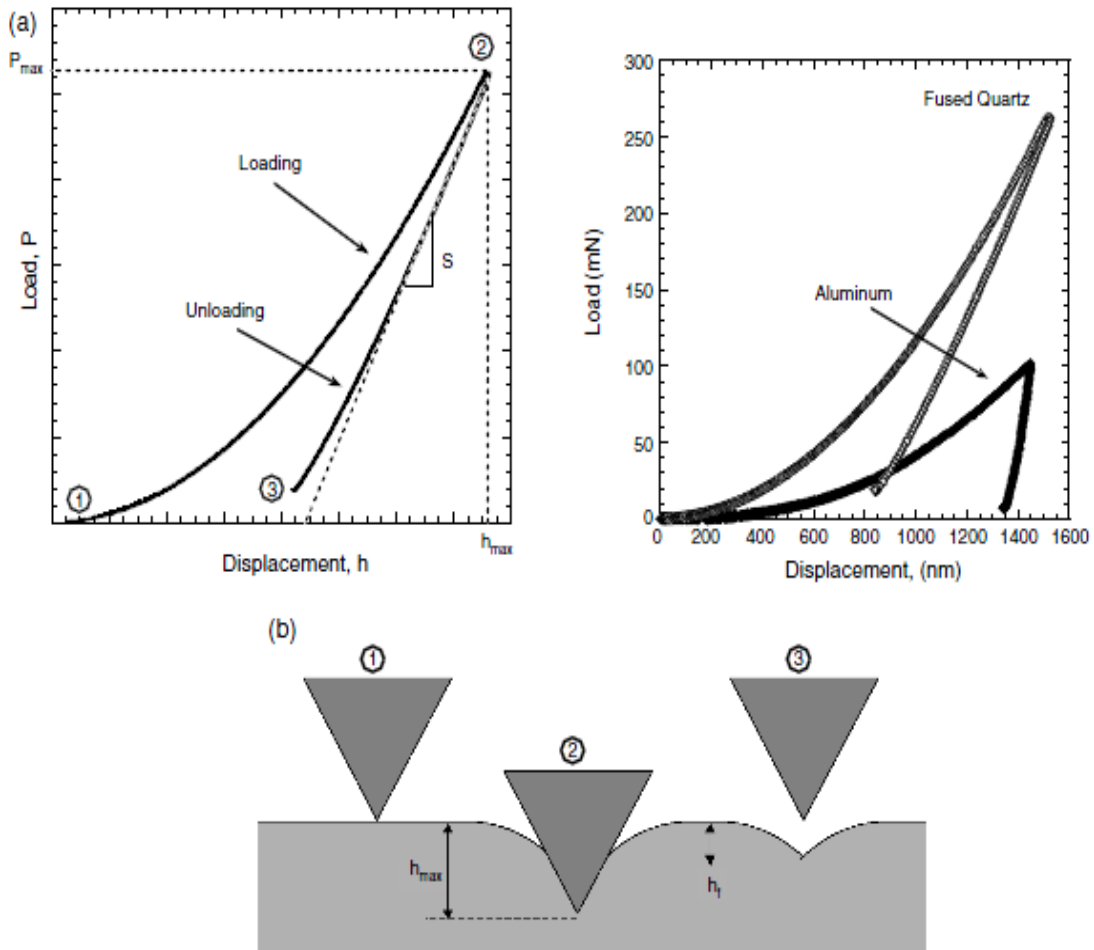 (a)
②
Pmax
Loading
S
Unloading
③
①
hmax
Load, P
Displacement, h
300
250
200
150
100
50
0
Fused Quartz
Aluminum
0 200 400 600 800 1000 1200 1400 1600
Load (mN)
Displacement, (nm)
(b)
①
③
②
hmax
hf